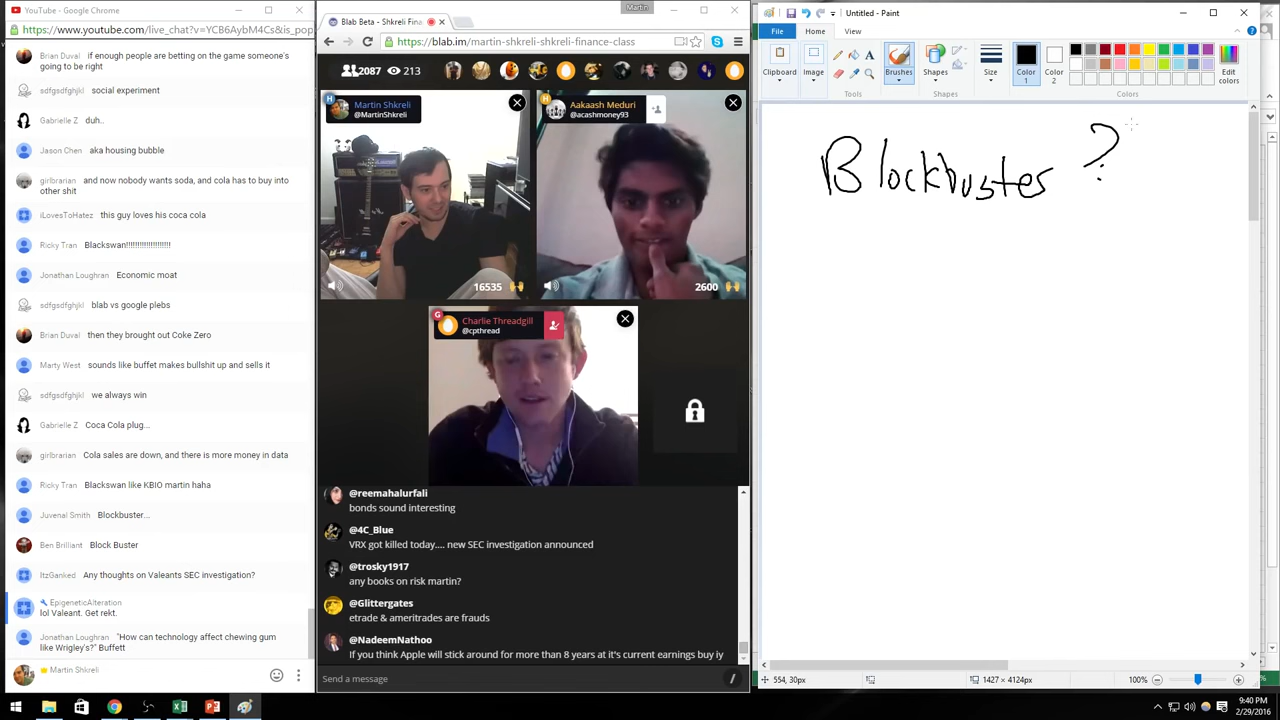 YouTube - Google Chrome
https://www.youtube.com/live_chat?v=YCB6AybM4Cs&is_pop
Brian Duval if enough people are betting on the game someone
going to be right
sdfgsdfghjkl social experiment
Gabrielle Z duh..
Jason Chen aka housing bubble
girlbrarian and now nobody wants soda, and cola has to buy into
other shit
iLovesToHatez this guy loves his coca cola
Ricky Tran Blackswan!!!!!!!!!!!!!!!!!!!!!
Jonathan Loughran Economic moat
sdfgsdfghjkl blab vs google plebs
Brian Duval then they brought out Coke Zero
Marty West sounds like buffet makes bullshit up and sells it
sdfgsdfghjkl we always win
Gabrielle Z Coca Cola plug...
girlbrarian Cola sales are down, and there is more money in data
Ricky Tran Blackswan like KBIO martin haha
Juvenal Smith Blockbuster...
Ben Brilliant Block Buster
ItzGanked Any thoughts on Valeants SEC investigation?
EpigeneticAlteration
lol Valeant. Get rekt.
Jonathan Loughran "How can technology affect chewing gum
like Wrigley's?" Buffett
Martin Shkreli
Martin
Blab Beta - Shkreli Fina
https://blab.im/martin-shkreli-shkreli-finance-class
2087 213
H Martin Shkreli
@MartinShkreli
16535
H Aakaash Meduri
@acashmoney93
2600
G Charlie Threadgill
@cpthread
@reemahalurfali
bonds sound interesting
@4C_Blue
VRX got killed today.... new SEC investigation announced
@trosky1917
any books on risk martin?
@Glittergates
etrade & ameritrades are frauds
@NadeemNathoo
If you think Apple will stick around for more than 8 years at it's current earnings buy iy
Send a message
Untitled - Paint
File Home View
Clipboard Image Tools Brushes Shapes Shapes Size Color 1 Color 2 Colors Edit colors
Blockbuster ?
554, 30px 1427 × 4124px 100%
9:40 PM
2/29/2016